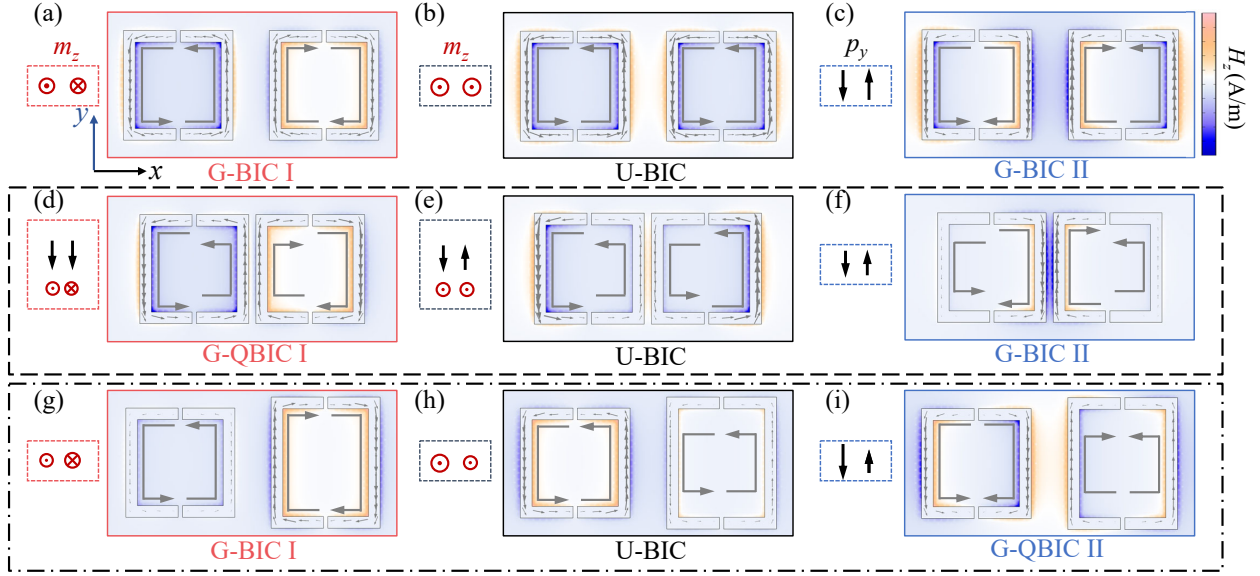 (a)
(b)
(c)
m_z
m_z
p_y
y
x
H_z (A/m)
G-BIC I
U-BIC
G-BIC II
(d)
(e)
(f)
G-QBIC I
U-BIC
G-BIC II
(g)
(h)
(i)
G-BIC I
U-BIC
G-QBIC II